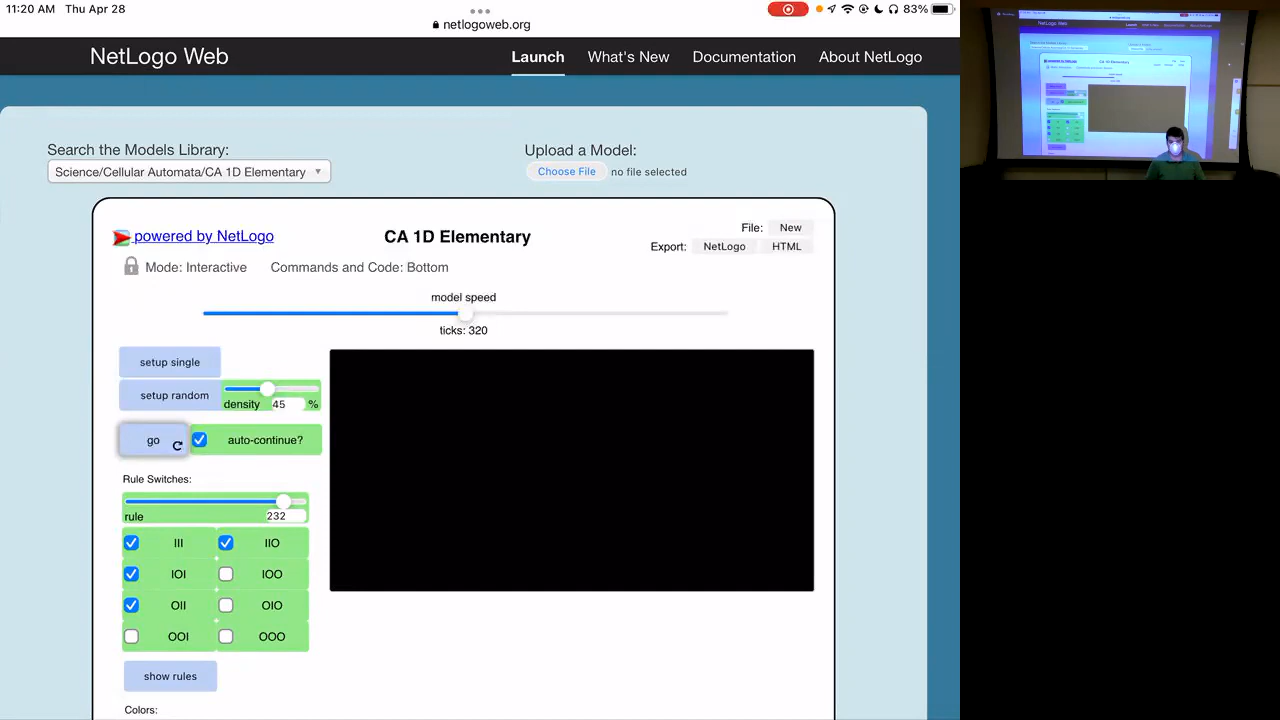 11:20 AM Thu Apr 28
83%
netlogoweb.org
NetLogo Web
Launch What's New Documentation About NetLogo
Search the Models Library:
Upload a Model:
Science/Cellular Automata/CA 1D Elementary
Choose File no file selected
powered by NetLogo
CA 1D Elementary
File: New
Export: NetLogo HTML
Mode: Interactive Commands and Code: Bottom
model speed
ticks: 320
setup single
setup random
density 45 %
go
auto-continue?
Rule Switches:
rule 232
III IIO
IOI IOO
OII OIO
OOI OOO
show rules
Colors: